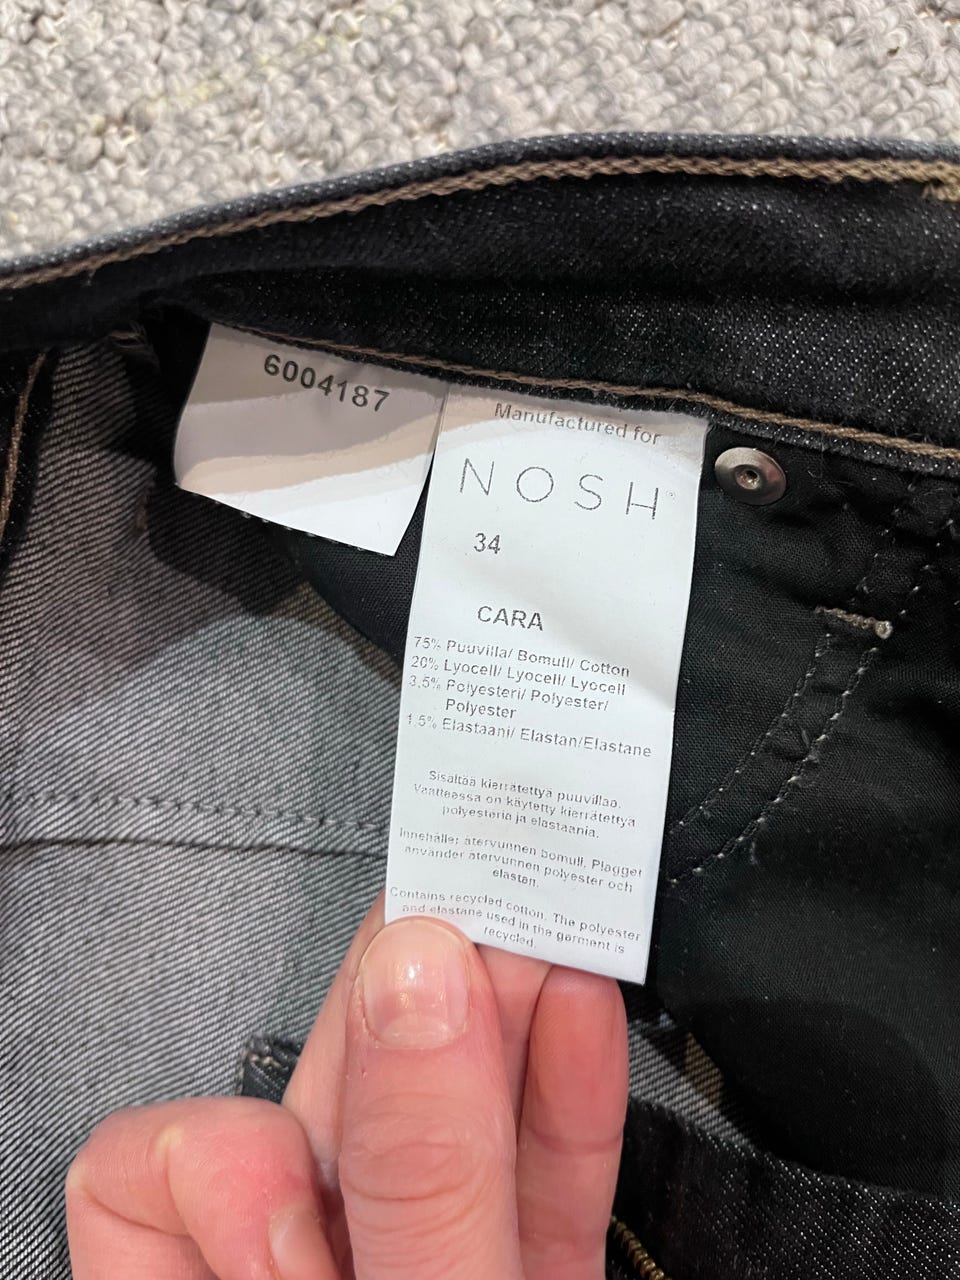 6004187
Manufactured for
NOSH®
34
CARA
75% Puuvilla/ Bomull/ Cotton
20% Lyocell/ Lyocell/ Lyocell
3,5% Polyesteri/ Polyester/
Polyester
1,5% Elastaani/ Elastan/Elastane
Sisältää kierrätettyä puuvillaa.
Vaatteessa on käytetty kierrätettyä
polyesteria ja elastaania.
Innehåller återvunnen bomull. Plagget
använder återvunnen polyester och
elastan.
Contains recycled cotton. The polyester
and elastane used in the garment is
recycled.